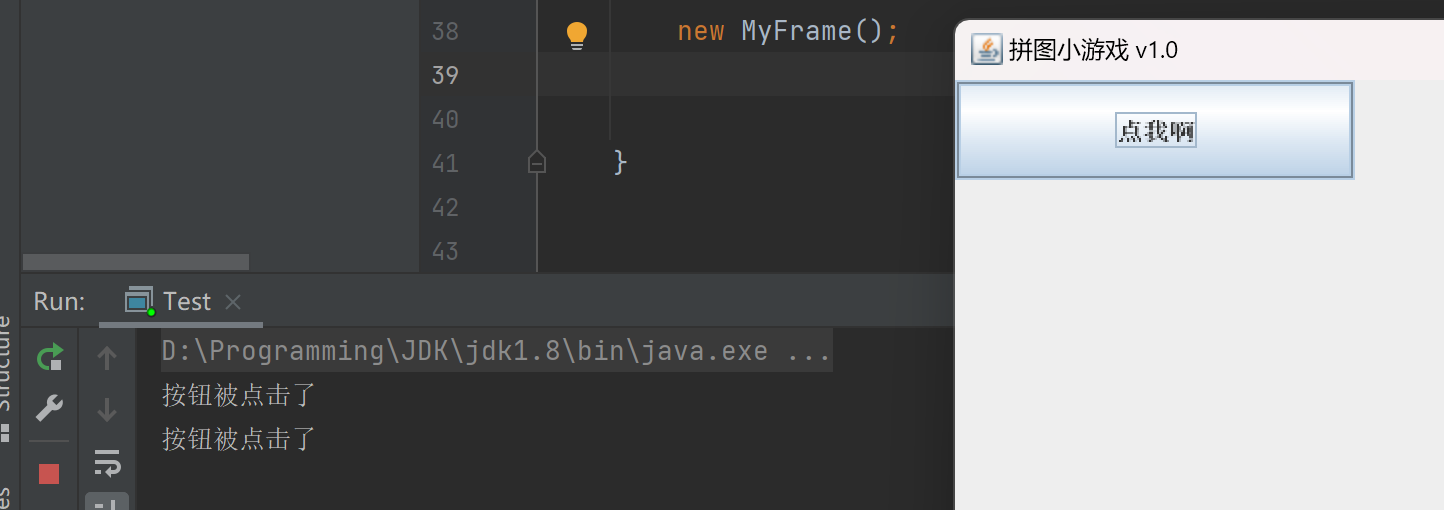 38
new MyFrame();
39
40
41
}
42
43
拼图小游戏 v1.0
点我啊
Structure
Run:
Test
D:\Programming\JDK\jdk1.8\bin\java.exe ...
按钮被点击了
按钮被点击了